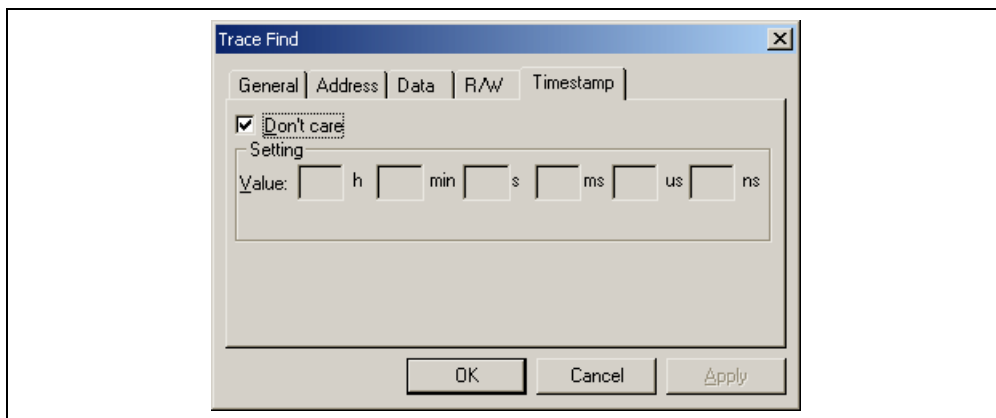 Trace Find
General Address Data R/W Timestamp
Don't care
Setting
Value: h min s ms us ns
OK Cancel Apply